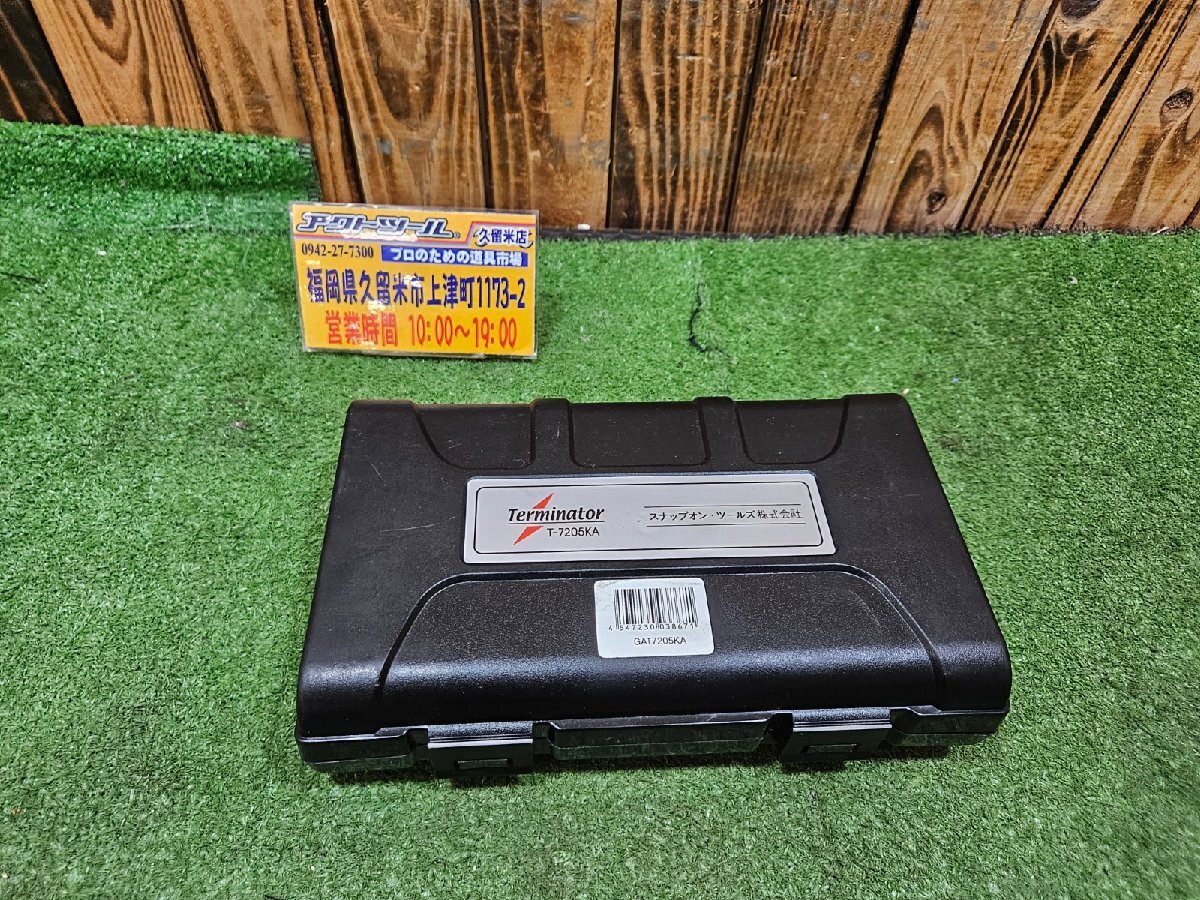 アクトツール 久留米店
0942-27-7300 プロのための道具市場
福岡県久留米市上津町1173-2
営業時間 10:00〜19:00
Terminator
T-7205KA
スナップオン・ツールズ株式会社
4 547230 038671
GAT7205KA